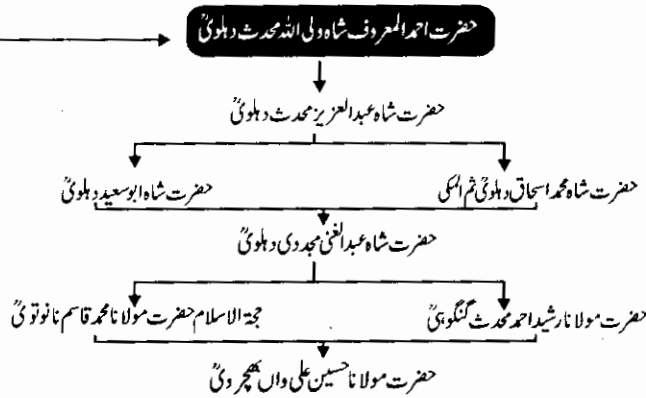 حضرت احمد المعروف شاہ ولی اللہ محدث دہلویؒ
حضرت شاہ عبدالعزیز محدث دہلویؒ
حضرت شاہ محمد اسحاق دہلویؒ ثم المکی
حضرت شاہ ابوسعید دہلویؒ
حضرت شاہ عبدالغنی مجددی دہلویؒ
حضرت مولانا رشید احمد محدث گنگوہیؒ
حجۃ الاسلام حضرت مولانا محمد قاسم نانوتویؒ
حضرت مولانا حسین علی واں بھچرویؒ